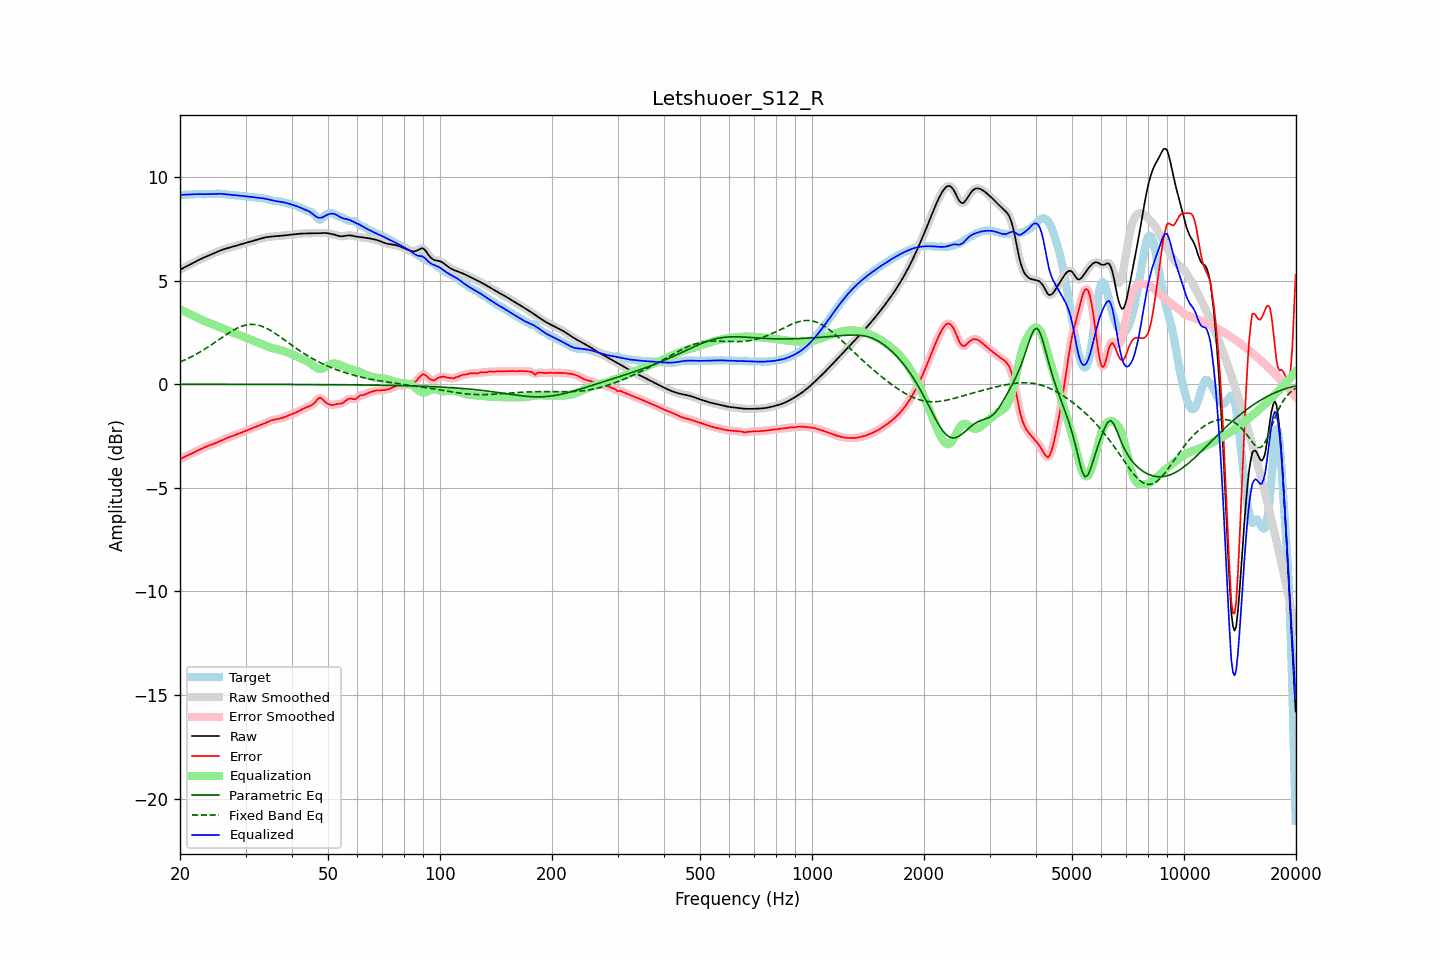 Letshuoer_S12_R
10
5
0
−5
−10
−15
−20
Amplitude (dBr)
Target
Raw Smoothed
Error Smoothed
Raw
Error
Equalization
Parametric Eq
Fixed Band Eq
Equalized
20 50 100 200 500 1000 2000 5000 10000 20000
Frequency (Hz)